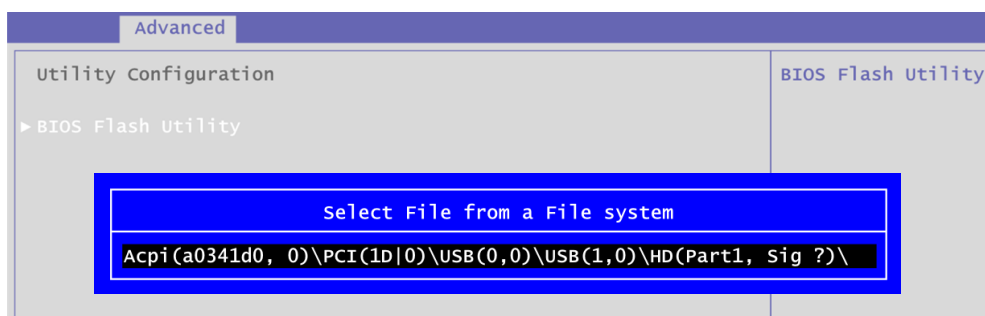 Advanced
Utility Configuration
BIOS Flash Utility
BIOS Flash Utility
Select File from a File system
Acpi(a0341d0, 0)\PCI(1D|0)\USB(0,0)\USB(1,0)\HD(Part1, Sig ?)\